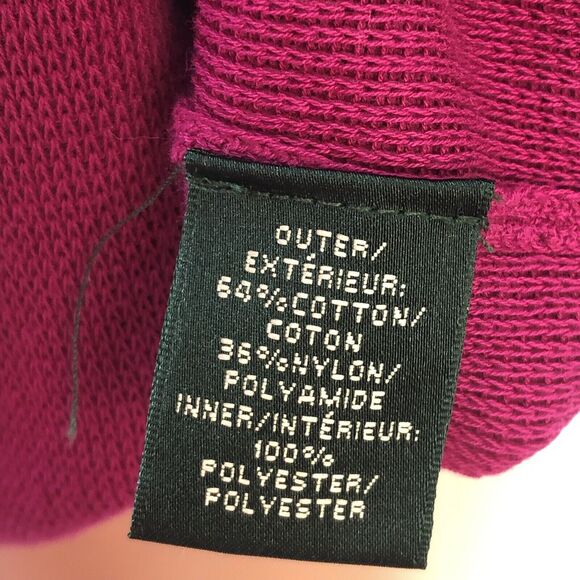 OUTER/
EXTÉRIEUR:
64%COTTON/
COTON
36%NYLON/
POLYAMIDE
INNER/INTÉRIEUR:
100%
POLYESTER/
POLYESTER